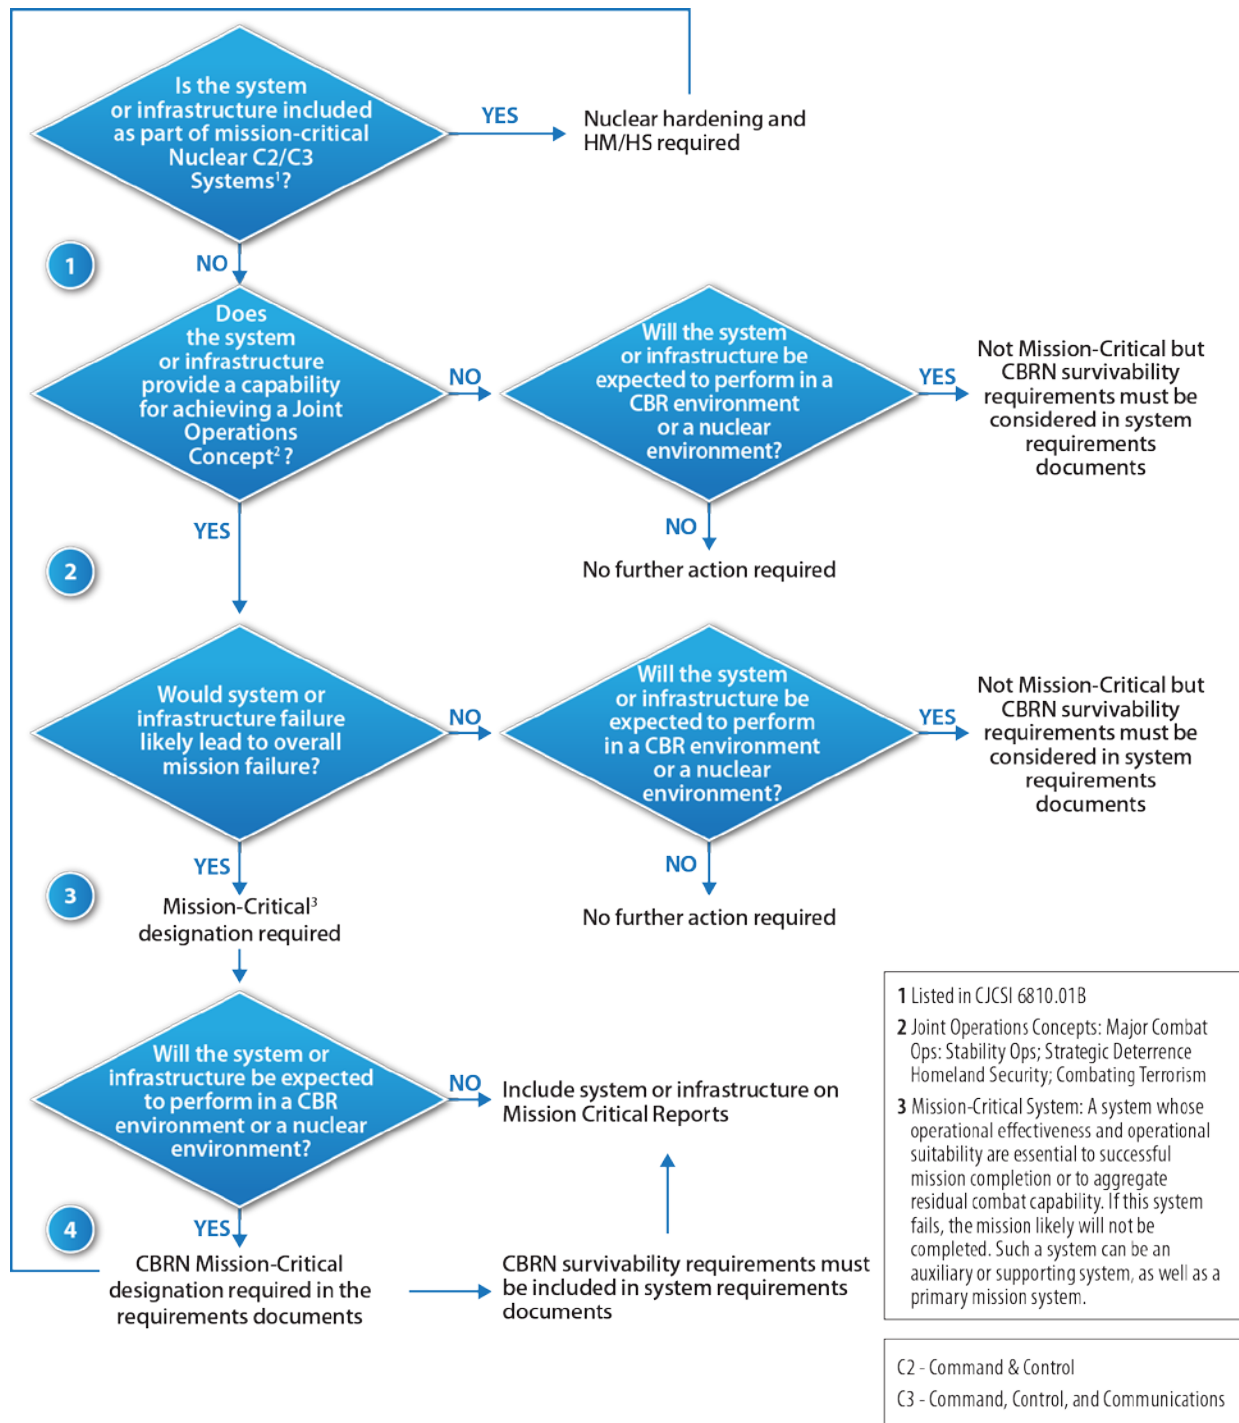 Is the system
or infrastructure included
as part of mission-critical
Nuclear C2/C3
Systems¹?
YES
Nuclear hardening and
HM/HS required
1
NO
Does
the system
or infrastructure
provide a capability
for achieving a Joint
Operations
Concept² ?
NO
Will the system
or infrastructure be
expected to perform in a
CBR environment
or a nuclear
environment?
YES
Not Mission-Critical but
CBRN survivability
requirements must be
considered in system
requirements
documents
YES
NO
2
No further action required
Would system or
infrastructure failure
likely lead to overall
mission failure?
NO
Will the system
or infrastructure be
expected to perform
in a CBR environment
or a nuclear
environment?
YES
Not Mission-Critical but
CBRN survivability
requirements must be
considered in system
requirements
documents
YES
NO
3
Mission-Critical³
designation required
No further action required
Will the system or
infrastructure be expected
to perform in a CBR
environment or a nuclear
environment?
NO
Include system or infrastructure on
Mission Critical Reports
YES
4
CBRN Mission-Critical
designation required in the
requirements documents
CBRN survivability requirements must
be included in system requirements
documents
1 Listed in CJCSI 6810.01B
2 Joint Operations Concepts: Major Combat
Ops: Stability Ops; Strategic Deterrence
Homeland Security; Combating Terrorism
3 Mission-Critical System: A system whose
operational effectiveness and operational
suitability are essential to successful
mission completion or to aggregate
residual combat capability. If this system
fails, the mission likely will not be
completed. Such a system can be an
auxiliary or supporting system, as well as a
primary mission system.
C2 - Command & Control
C3 - Command, Control, and Communications